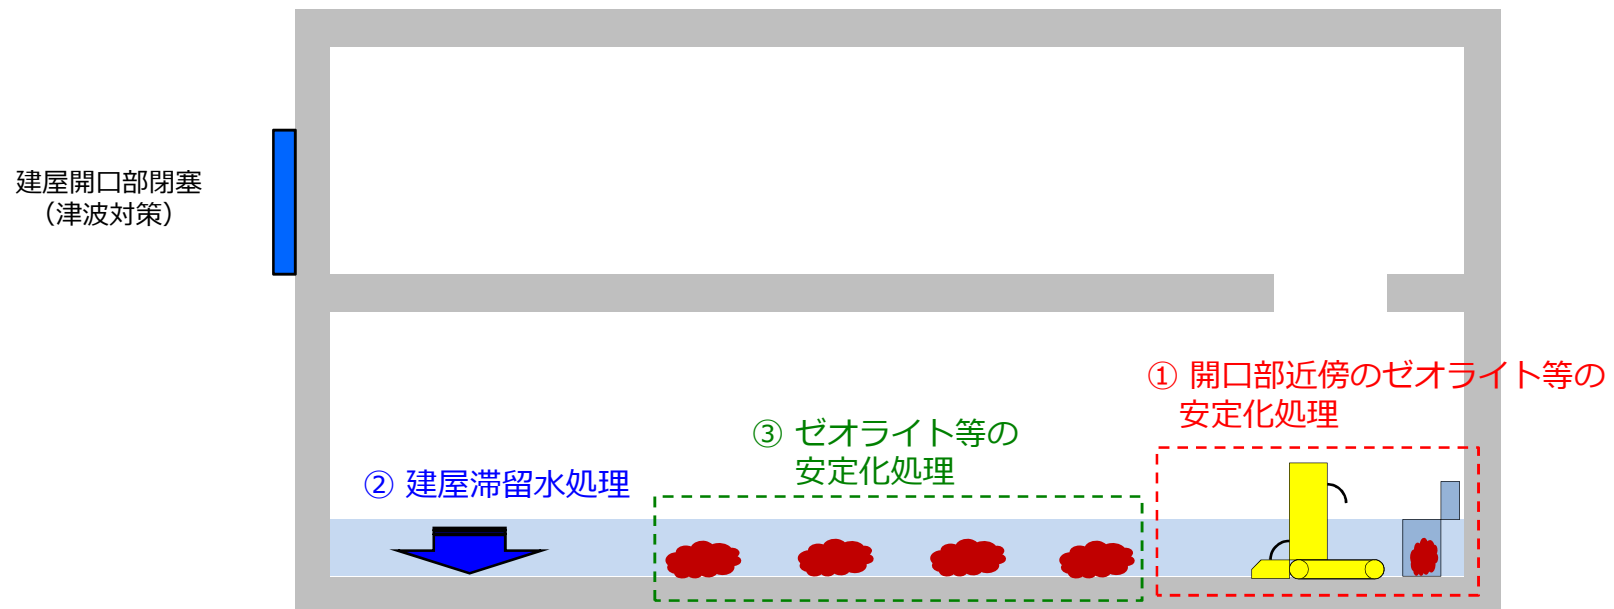 建屋開口部閉塞
（津波対策）
① 開口部近傍のゼオライト等の
安定化処理
③ ゼオライト等の
安定化処理
② 建屋滞留水処理